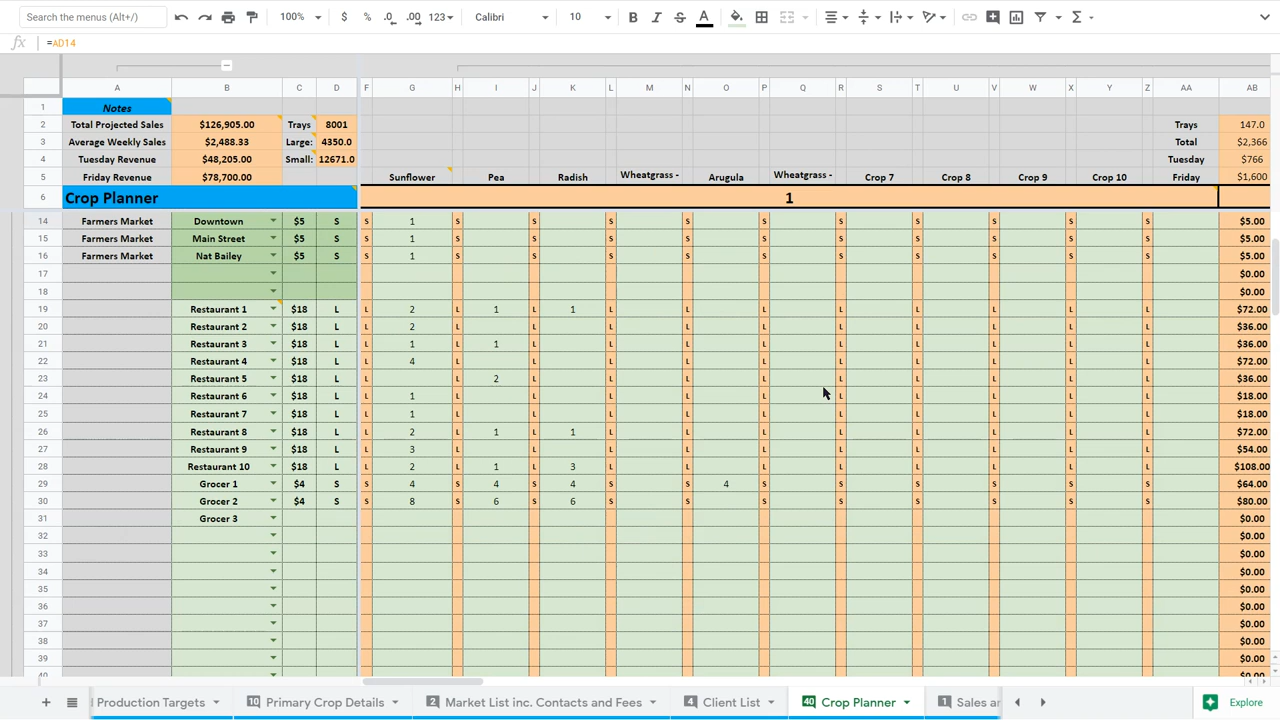 Search the menus (Alt+/) 100% $ % .0 .00 123 Calibri 10 B I S A Σ
fx =AD14
A B C D F G H I J K L M N O P Q R S T U V W X Y Z AA AB
1 Notes
2 Total Projected Sales $126,905.00 Trays 8001 Trays 147.0
3 Average Weekly Sales $2,488.33 Large: 4350.0 Total $2,366
4 Tuesday Revenue $48,205.00 Small: 12671.0 Tuesday $766
5 Friday Revenue $78,700.00 Sunflower Pea Radish Wheatgrass - Arugula Wheatgrass - Crop 7 Crop 8 Crop 9 Crop 10 Friday $1,600
6 Crop Planner 1
14 Farmers Market Downtown $5 S S 1 S S S S S S S S S S $5.00
15 Farmers Market Main Street $5 S S 1 S S S S S S S S S S $5.00
16 Farmers Market Nat Bailey $5 S S 1 S S S S S S S S S S $5.00
17 $0.00
18 $0.00
19 Restaurant 1 $18 L L 2 L 1 L 1 L L L L L L L L $72.00
20 Restaurant 2 $18 L L 2 L L L L L L L L L L $36.00
21 Restaurant 3 $18 L L 1 L 1 L L L L L L L L L $36.00
22 Restaurant 4 $18 L L 4 L L L L L L L L L L $72.00
23 Restaurant 5 $18 L L L 2 L L L L L L L L L $36.00
24 Restaurant 6 $18 L L 1 L L L L L L L L L L $18.00
25 Restaurant 7 $18 L L 1 L L L L L L L L L L $18.00
26 Restaurant 8 $18 L L 2 L 1 L 1 L L L L L L L L $72.00
27 Restaurant 9 $18 L L 3 L L L L L L L L L L $54.00
28 Restaurant 10 $18 L L 2 L 1 L 3 L L L L L L L L $108.00
29 Grocer 1 $4 S S 4 S 4 S 4 S S 4 S S S S S S $64.00
30 Grocer 2 $4 S S 8 S 6 S 6 S S S S S S S S $80.00
31 Grocer 3 $0.00
32 $0.00
33 $0.00
34 $0.00
35 $0.00
36 $0.00
37 $0.00
38 $0.00
39 $0.00
40
Production Targets 10 Primary Crop Details 2 Market List 4 Client List 40 Crop Planner 1 Sales a Explore